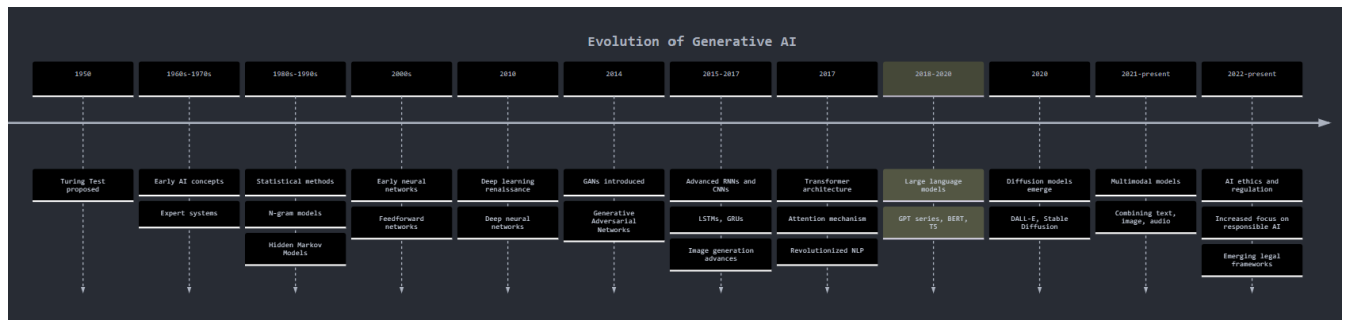 Evolution of Generative AI
1950
1960s-1970s
1980s-1990s
2000s
2010
2014
2015-2017
2017
2018-2020
2020
2021-present
2022-present
Turing Test
proposed
Early AI concepts
Expert systems
Statistical methods
N-gram models
Hidden Markov
Models
Early neural
networks
Feedforward
networks
Deep learning
renaissance
Deep neural
networks
GANs introduced
Generative
Adversarial
Networks
Advanced RNNs and
CNNs
LSTMs, GRUs
Image generation
advances
Transformer
architecture
Attention mechanism
Revolutionized NLP
Large language
models
GPT series, BERT,
T5
Diffusion models
emerge
DALL-E, Stable
Diffusion
Multimodal models
Combining text,
image, audio
AI ethics and
regulation
Increased focus on
responsible AI
Emerging legal
frameworks